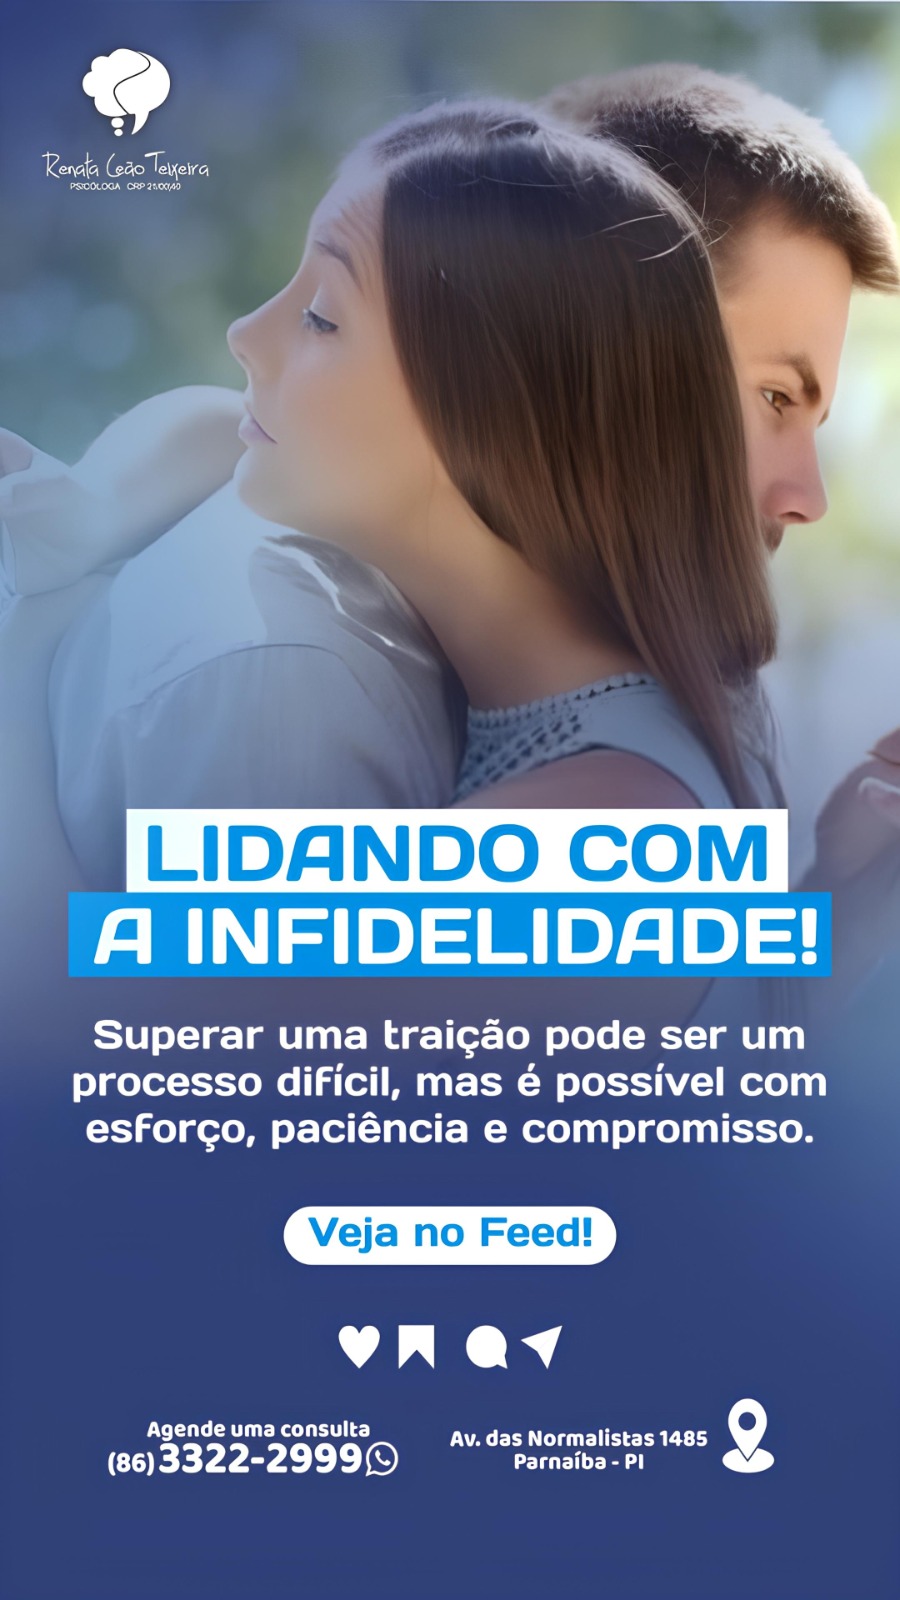 Renata Leão Teixeira
PSICÓLOGA CRP
LIDANDO COM
A INFIDELIDADE!
Superar uma traição pode ser um
processo difícil, mas é possível com
esforço, paciência e compromisso.
Veja no Feed!
Agende uma consulta
(86) 3322-2999
Av. das Normalistas 1485
Parnaíba - PI